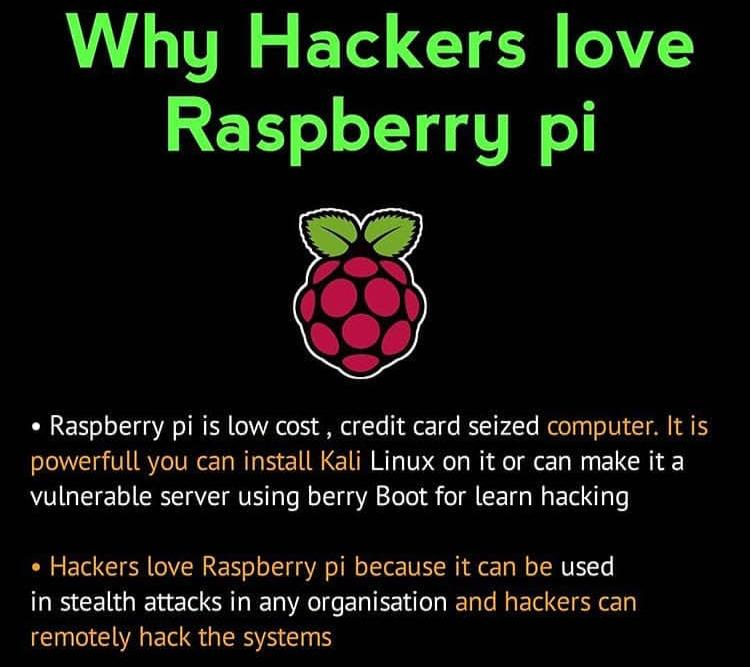 Why Hackers love
Raspberry pi
• Raspberry pi is low cost , credit card seized computer. It is
powerfull you can install Kali Linux on it or can make it a
vulnerable server using berry Boot for learn hacking
• Hackers love Raspberry pi because it can be used
in stealth attacks in any organisation and hackers can
remotely hack the systems